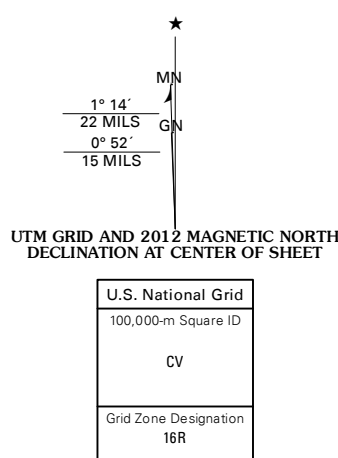 ★
MN
1° 14´
22 MILS
GN
0° 52´
15 MILS
UTM GRID AND 2012 MAGNETIC NORTH
DECLINATION AT CENTER OF SHEET
U.S. National Grid
100,000-m Square ID
CV
Grid Zone Designation
16R